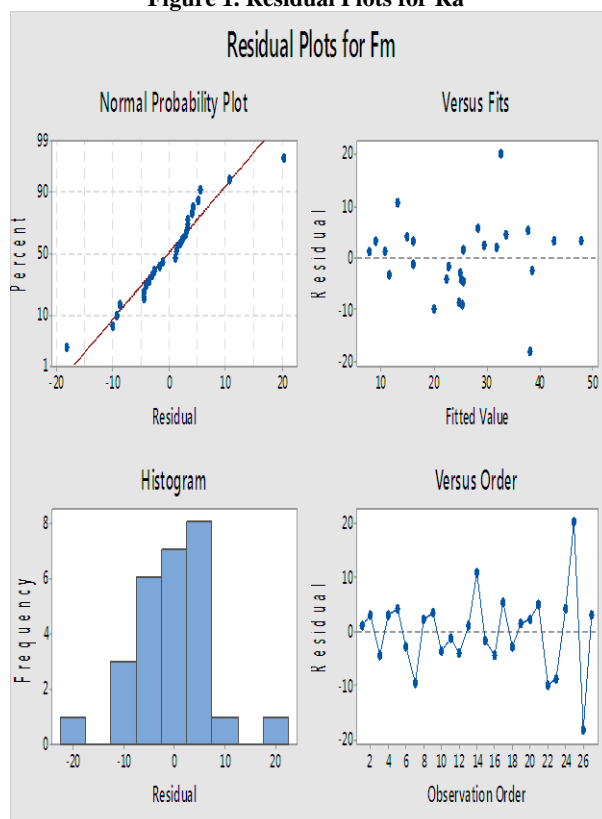 Figure 1. Residual Plots for Ra
Residual Plots for Fm
Normal Probability Plot
Percent
99
90
50
10
1
-20 -10 0 10 20
Residual
Versus Fits
Residual
20
10
0
-10
-20
10 20 30 40 50
Fitted Value
Histogram
Frequency
8
6
4
2
0
-20 -10 0 10 20
Residual
Versus Order
Residual
20
10
0
-10
-20
2 4 6 8 10 12 14 16 18 20 22 24 26
Observation Order